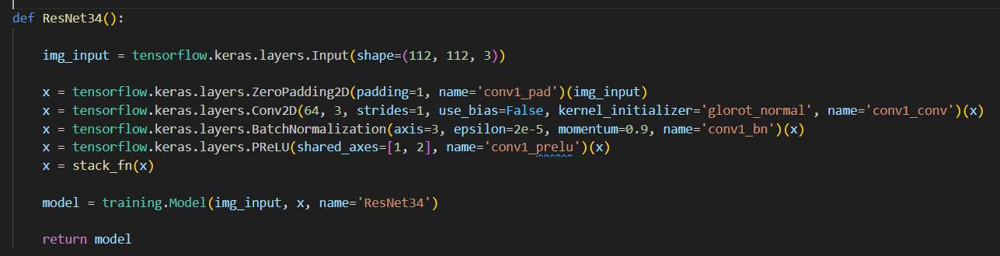 def ResNet34():
img_input = tensorflow.keras.layers.Input(shape=(112, 112, 3))
x = tensorflow.keras.layers.ZeroPadding2D(padding=1, name='conv1_pad')(img_input)
x = tensorflow.keras.layers.Conv2D(64, 3, strides=1, use_bias=False, kernel_initializer='glorot_normal', name='conv1_conv')(x)
x = tensorflow.keras.layers.BatchNormalization(axis=3, epsilon=2e-5, momentum=0.9, name='conv1_bn')(x)
x = tensorflow.keras.layers.PReLU(shared_axes=[1, 2], name='conv1_prelu')(x)
x = stack_fn(x)
model = training.Model(img_input, x, name='ResNet34')
return model